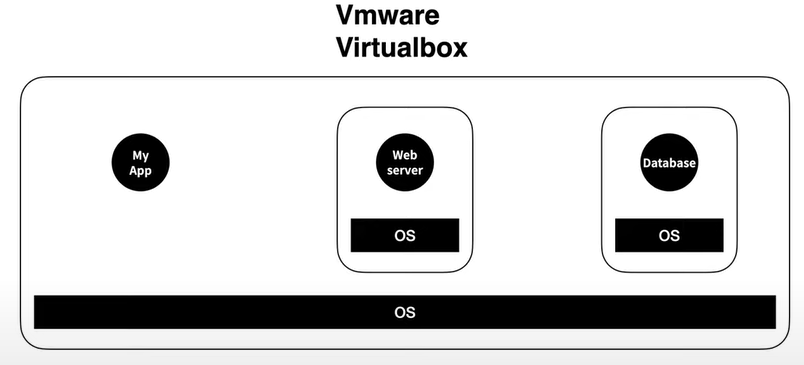 Vmware
Virtualbox
My
App
Web
server
Database
OS
OS
OS